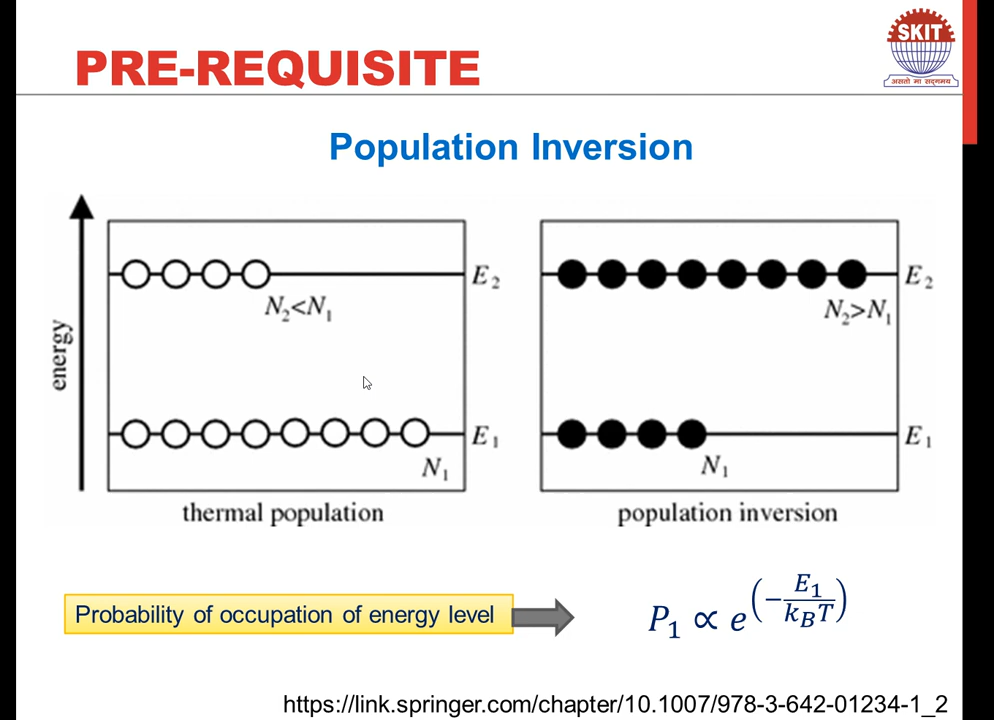 PRE-REQUISITE
SKIT
असतो मा सद्गमय
Population Inversion
energy
E₂
N₂<N₁
E₁
N₁
thermal population
E₂
N₂>N₁
E₁
N₁
population inversion
Probability of occupation of energy level
P₁ ∝ e^(−E₁/k_BT)
https://link.springer.com/chapter/10.1007/978-3-642-01234-1_2